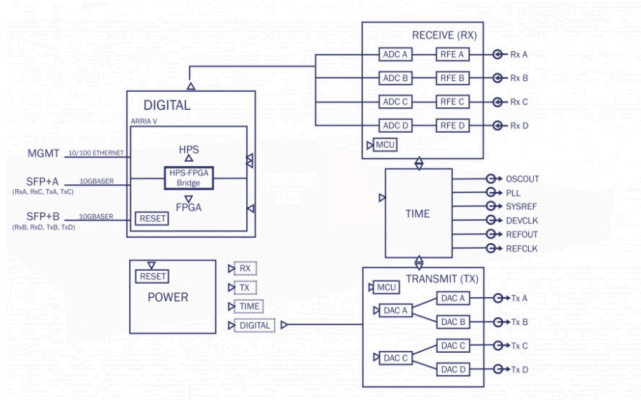 RECEIVE (RX)
ADC A
RFE A
Rx A
ADC B
RFE B
Rx B
ADC C
RFE C
Rx C
ADC D
RFE D
Rx D
MCU
DIGITAL
ARRIA V
MGMT
10/100 ETHERNET
HPS
HPS-FPGA
Bridge
FPGA
SFP+A
10GBASER
(RxA, RxC, TxA, TxC)
SFP+B
10GBASER
(RxB, RxD, TxB, TxD)
RESET
TIME
OSCOUT
PLL
SYSREF
DEVCLK
REFOUT
REFCLK
RESET
POWER
RX
TX
TIME
DIGITAL
TRANSMIT (TX)
MCU
DAC A
DAC A
Tx A
DAC B
Tx B
DAC C
DAC C
Tx C
DAC D
Tx D